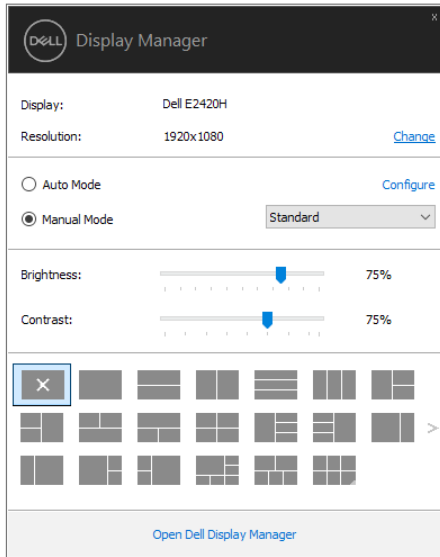 DELL Display Manager
Display: Dell E2420H
Resolution: 1920x1080 Change
Auto Mode Configure
Manual Mode Standard
Brightness: 75%
Contrast: 75%
Open Dell Display Manager